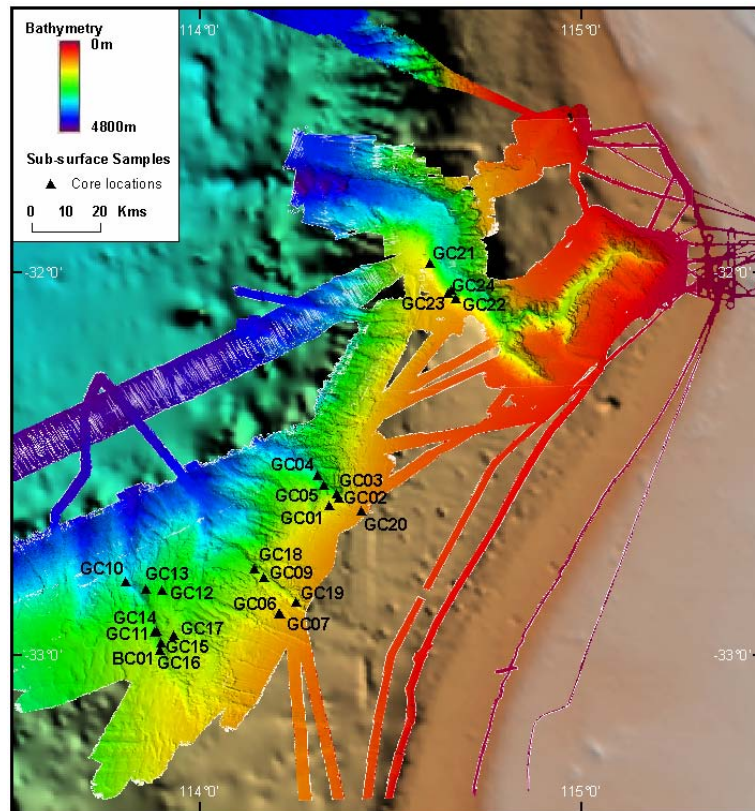 114°0'
115°0'
Bathymetry
0m
4800m
Sub-surface Samples
Core locations
0 10 20 Kms
-32°0'
-32°0'
GC21
GC24
GC23
GC22
GC04
GC03
GC05
GC02
GC01
GC20
GC18
GC10
GC13
GC09
GC12
GC19
GC06
GC14
GC07
GC11
GC17
GC15
BC01
GC16
-33°0'
-33°0'
114°0'
115°0'